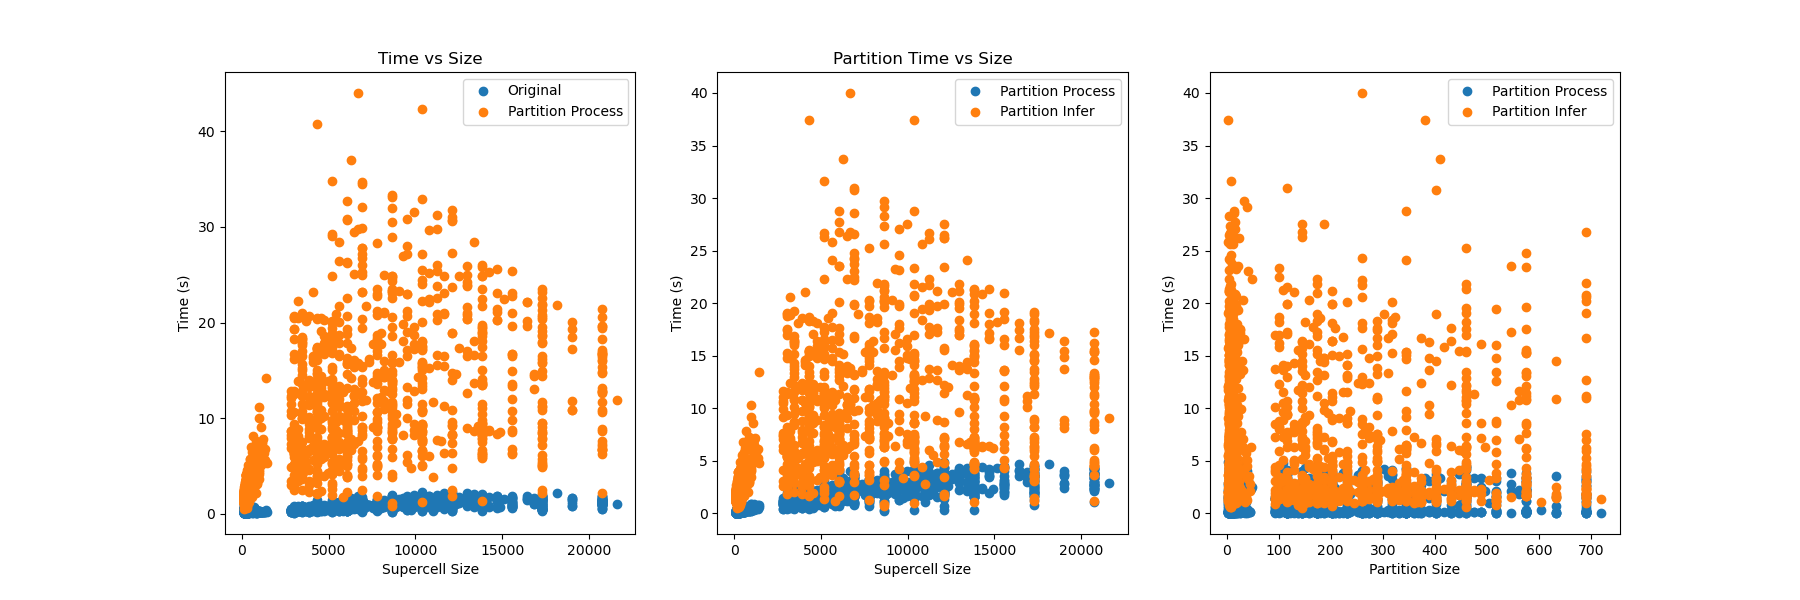 Time vs Size
Original
Partition Process
Time (s)
40
30
20
10
0
0 5000 10000 15000 20000
Supercell Size
Partition Time vs Size
Partition Process
Partition Infer
Time (s)
40
35
30
25
20
15
10
5
0
0 5000 10000 15000 20000
Supercell Size
Partition Process
Partition Infer
Time (s)
40
35
30
25
20
15
10
5
0
0 100 200 300 400 500 600 700
Partition Size